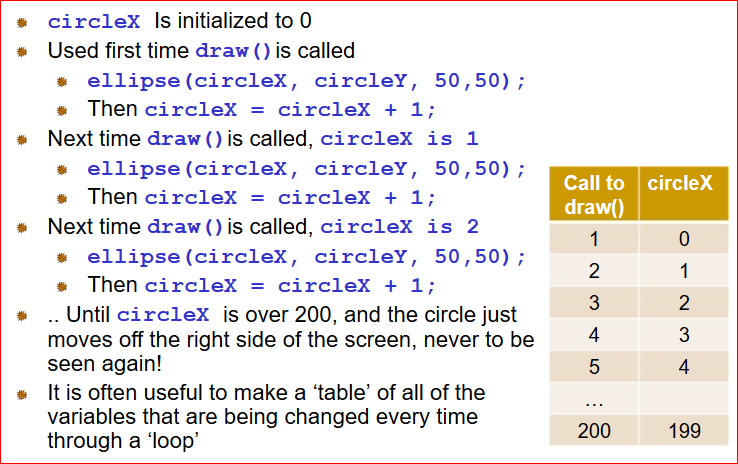 circleX Is initialized to 0
Used first time draw() is called
ellipse(circleX, circleY, 50,50);
Then circleX = circleX + 1;
Next time draw() is called, circleX is 1
ellipse(circleX, circleY, 50,50);
Then circleX = circleX + 1;
Next time draw() is called, circleX is 2
ellipse(circleX, circleY, 50,50);
Then circleX = circleX + 1;
.. Until circleX is over 200, and the circle just
moves off the right side of the screen, never to be
seen again!
It is often useful to make a ‘table’ of all of the
variables that are being changed every time
through a ‘loop’
Call to circleX
draw()
1 0
2 1
3 2
4 3
5 4
…
200 199